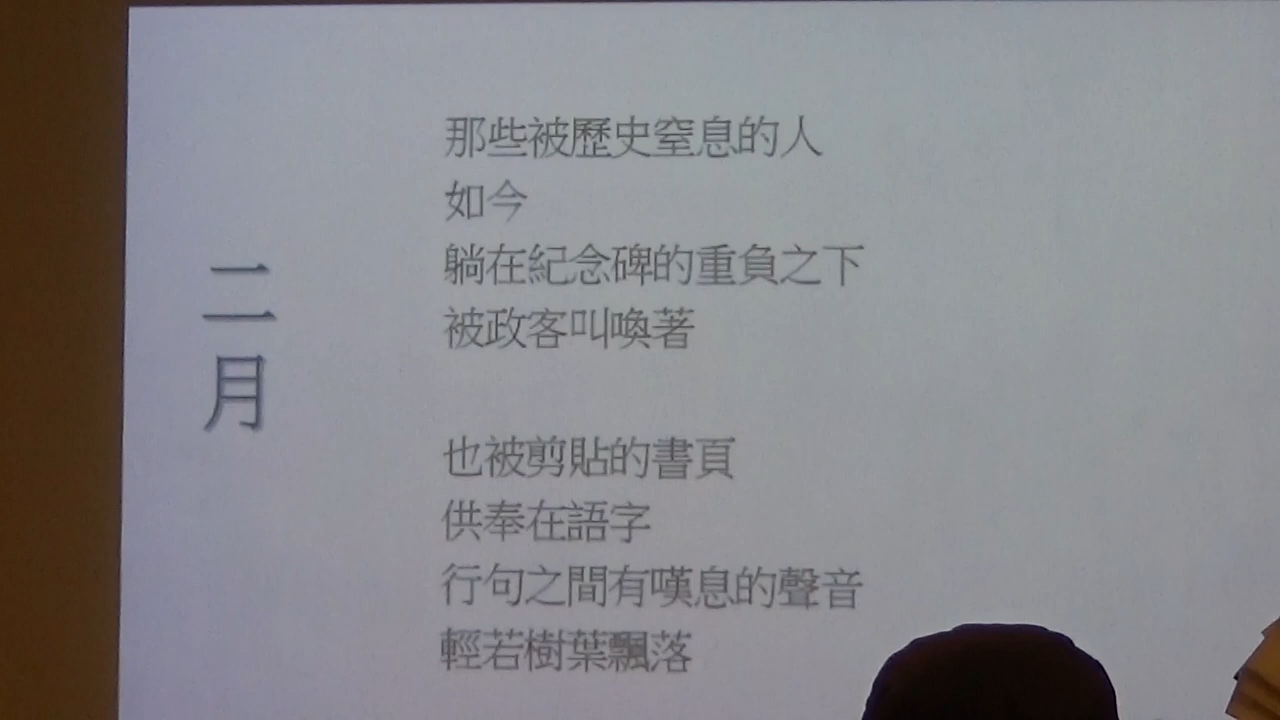 二月
那些被歷史窒息的人
如今
躺在紀念碑的重負之下
被政客叫喚著
也被剪貼的書頁
供奉在語字
行句之間有嘆息的聲音
輕若樹葉飄落